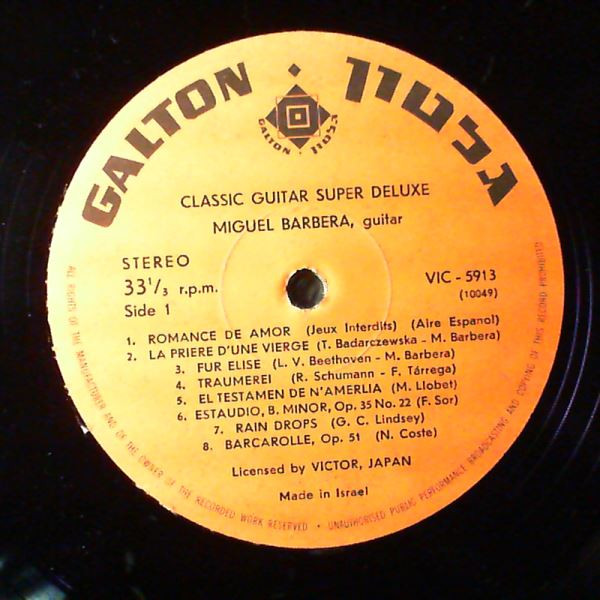 GALTON · גלטון
GALTON · גלטון
CLASSIC GUITAR SUPER DELUXE
MIGUEL BARBERA, guitar
STEREO
33 1/3 r.p.m.
Side 1
VIC - 5913
(10049)
1. ROMANCE DE AMOR (Jeux Interdits) (Aire Espanol)
2. LA PRIERE D'UNE VIERGE (T. Badarczewska - M. Barbera)
3. FUR ELISE (L. V. Beethoven - M. Barbera)
4. TRAUMEREI (R. Schumann - F. Tárrega)
5. EL TESTAMEN DE N'AMERLIA (M. Llobet)
6. ESTAUDIO, B. MINOR, Op. 35 No. 22 (F. Sor)
7. RAIN DROPS (G. C. Lindsey)
8. BARCAROLLE, Op. 51 (N. Coste)
Licensed by VICTOR, JAPAN
Made in Israel
ALL RIGHTS OF THE MANUFACTURER AND OF THE OWNER OF THE RECORDED WORK RESERVED · UNAUTHORISED PUBLIC PERFORMANCE BROADCASTING AND COPYING OF THIS RECORD PROHIBITED